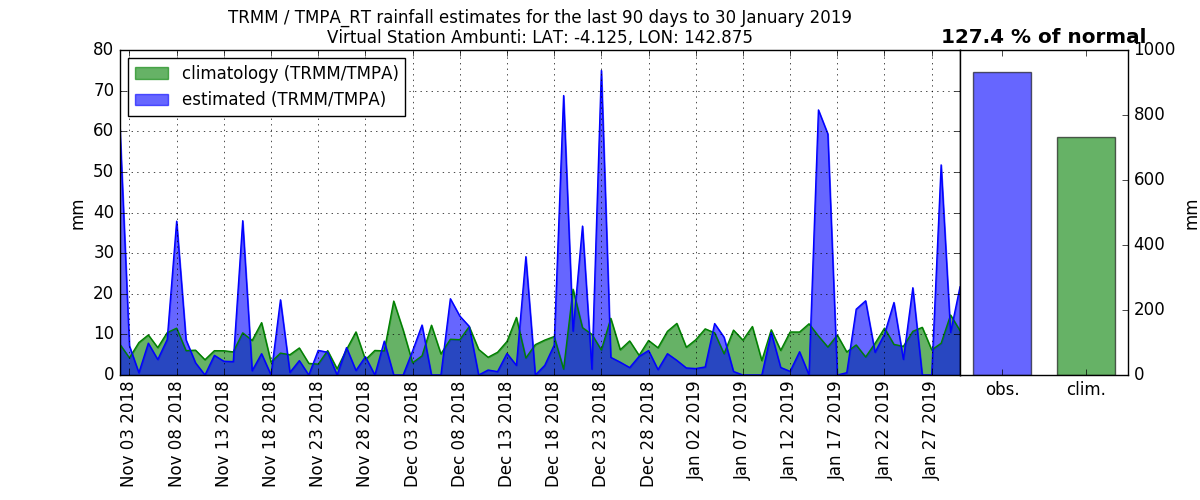 TRMM / TMPA_RT rainfall estimates for the last 90 days to 30 January 2019
Virtual Station Ambunti: LAT: -4.125, LON: 142.875
127.4 % of normal
climatology (TRMM/TMPA)
estimated (TRMM/TMPA)
80
70
60
50
40
30
20
10
0
mm
1000
800
600
400
200
0
mm
obs.
clim.
Nov 03 2018
Nov 08 2018
Nov 13 2018
Nov 18 2018
Nov 23 2018
Nov 28 2018
Dec 03 2018
Dec 08 2018
Dec 13 2018
Dec 18 2018
Dec 23 2018
Dec 28 2018
Jan 02 2019
Jan 07 2019
Jan 12 2019
Jan 17 2019
Jan 22 2019
Jan 27 2019